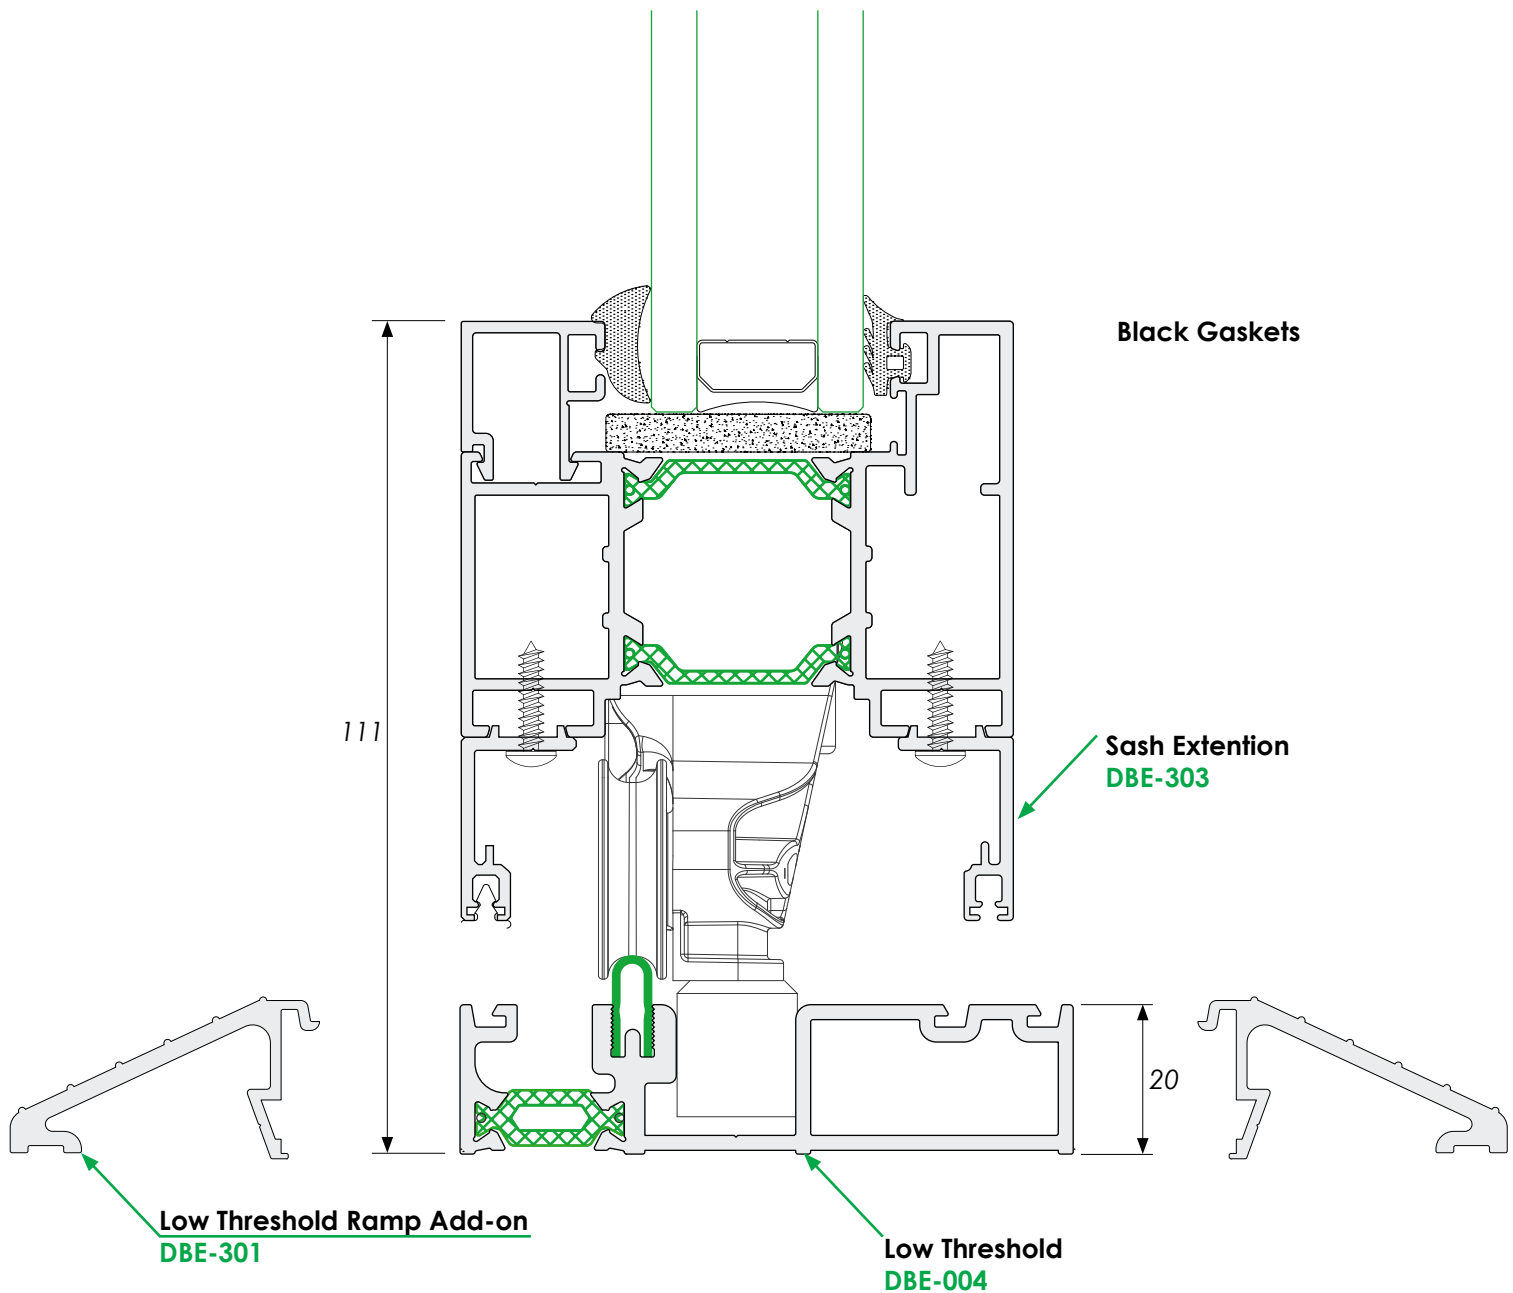 Black Gaskets
111
Sash Extention
DBE-303
20
Low Threshold Ramp Add-on
DBE-301
Low Threshold
DBE-004